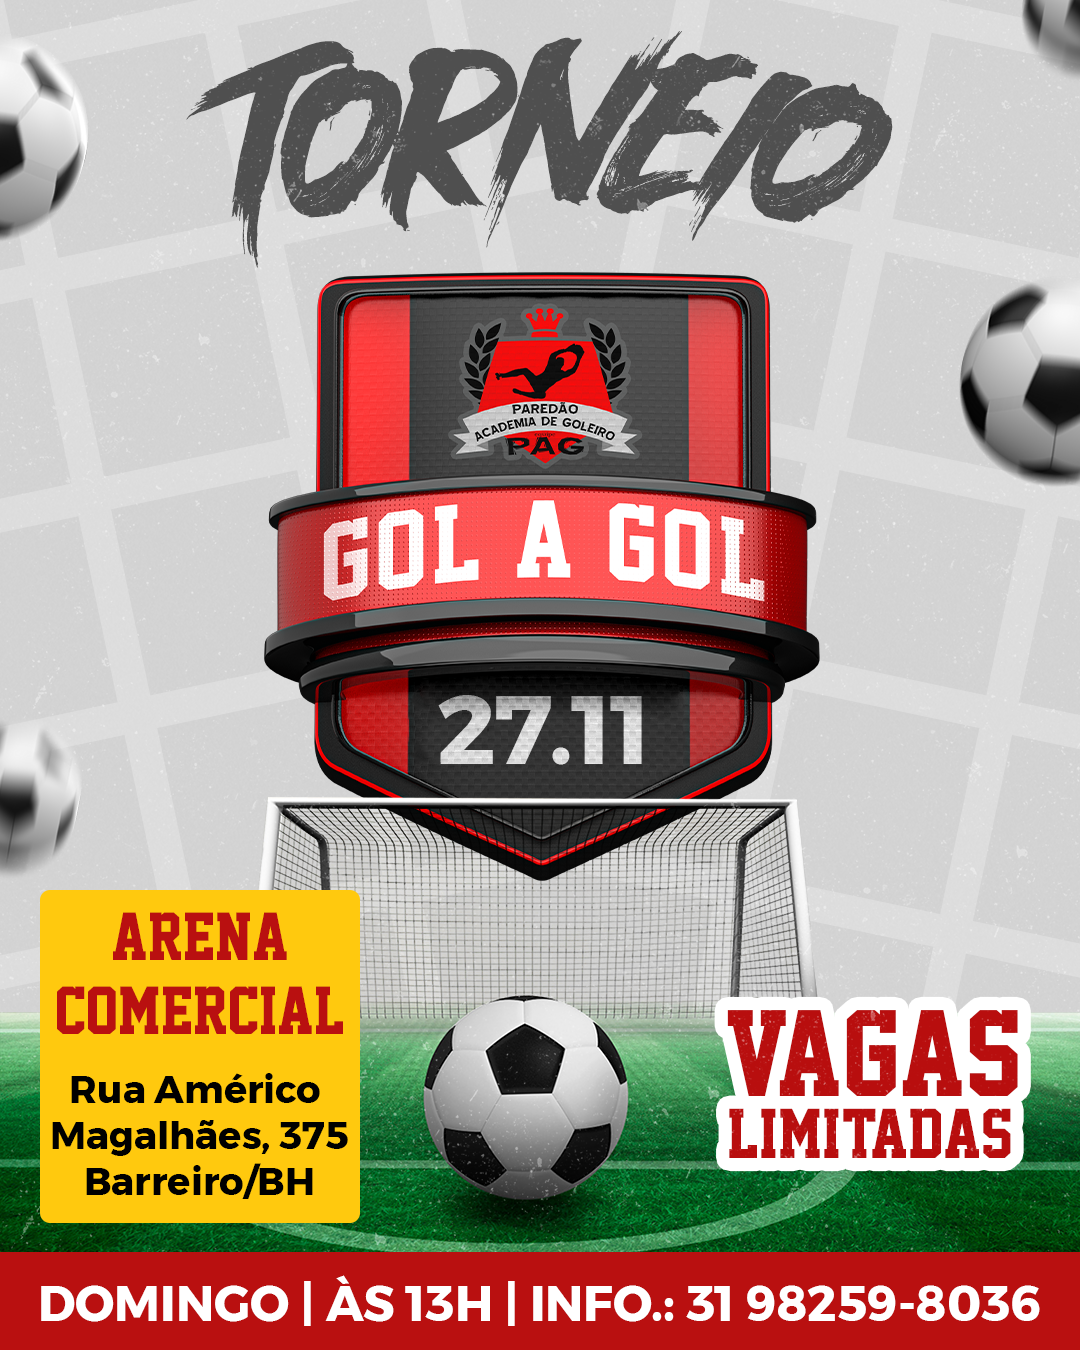 TORNEIO
PAREDÃO
ACADEMIA DE GOLEIRO
PAG
GOL A GOL
27.11
ARENA
COMERCIAL
Rua Américo
Magalhães, 375
Barreiro/BH
VAGAS
LIMITADAS
DOMINGO | ÀS 13H | INFO.: 31 98259-8036